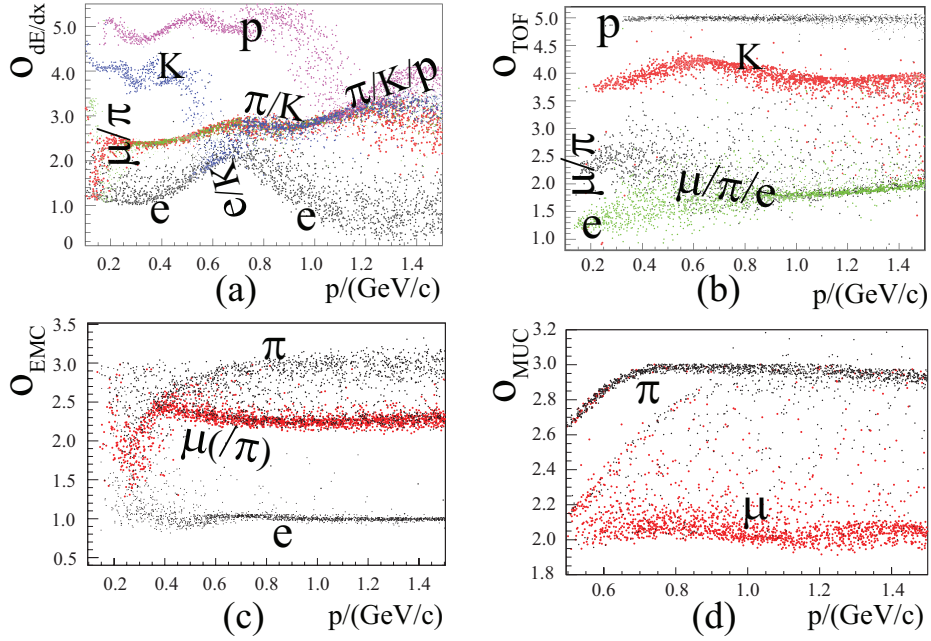 O_dE/dx
5.0
4.0
3.0
2.0
1.0
0
p
K
π/K
π/K/p
μ/π
e
e/K
e
0.2 0.4 0.6 0.8 1.0 1.2 1.4
(a)
p/(GeV/c)
O_TOF
5.0
4.0
3.0
2.5
2.0
1.5
1.0
p
K
μ/π
μ/π/e
e
0.2 0.4 0.6 0.8 1.0 1.2 1.4
(b)
p/(GeV/c)
O_EMC
3.5
3.0
2.5
2.0
1.5
1.0
0.4
π
μ(/π)
e
0.2 0.4 0.6 0.8 1.0 1.2 1.4
(c)
p/(GeV/c)
O_MUC
3.2
3.0
2.8
2.6
2.4
2.2
2.0
1.8
π
μ
0.6 0.8 1.0 1.2 1.4
(d)
p/(GeV/c)